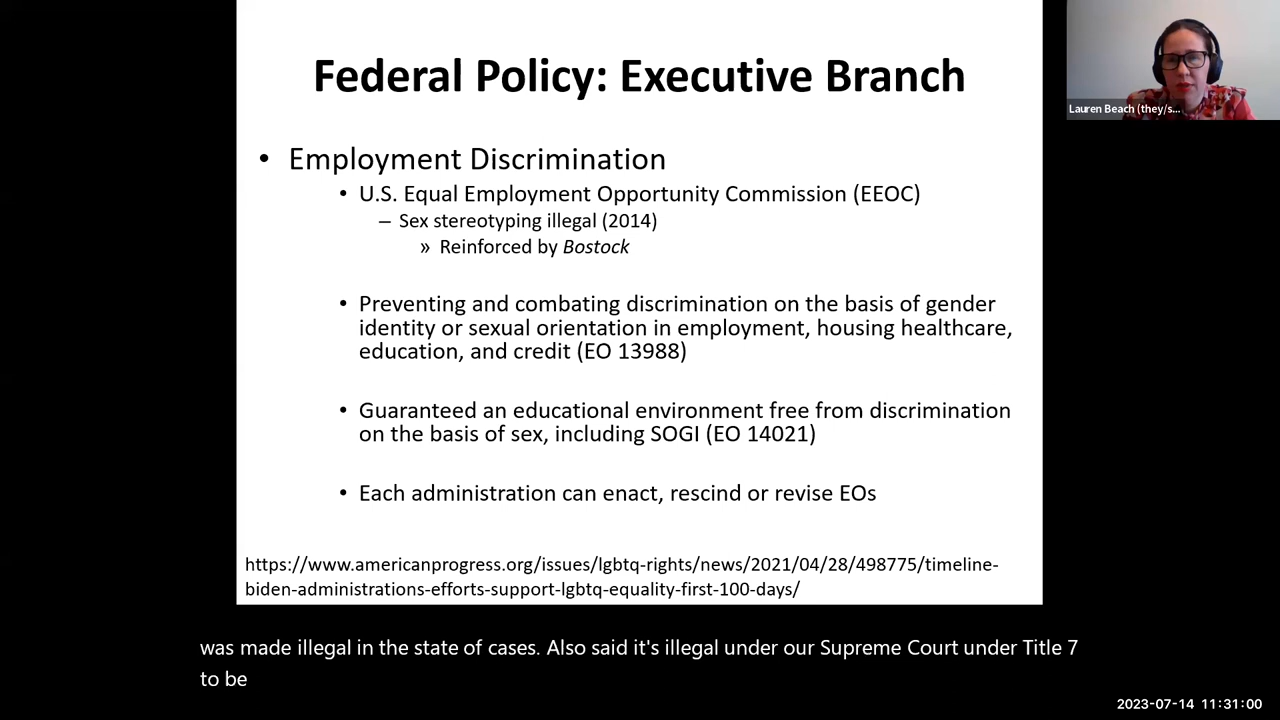 Federal Policy: Executive Branch
Lauren Beach (they/s...
• Employment Discrimination
• U.S. Equal Employment Opportunity Commission (EEOC)
– Sex stereotyping illegal (2014)
» Reinforced by Bostock
• Preventing and combating discrimination on the basis of gender
identity or sexual orientation in employment, housing healthcare,
education, and credit (EO 13988)
• Guaranteed an educational environment free from discrimination
on the basis of sex, including SOGI (EO 14021)
• Each administration can enact, rescind or revise EOs
https://www.americanprogress.org/issues/lgbtq-rights/news/2021/04/28/498775/timeline-
biden-administrations-efforts-support-lgbtq-equality-first-100-days/
was made illegal in the state of cases. Also said it's illegal under our Supreme Court under Title 7
to be
2023-07-14 11:31:00